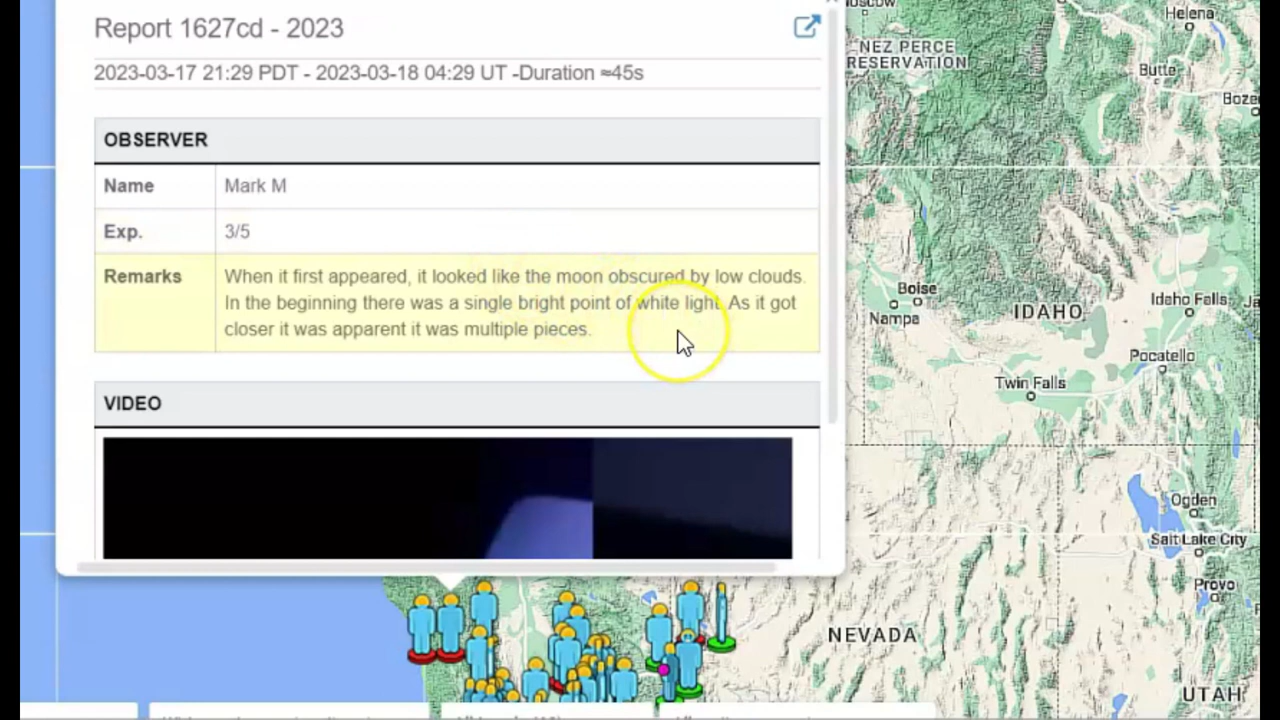 Report 1627cd - 2023
2023-03-17 21:29 PDT - 2023-03-18 04:29 UT -Duration ≈45s
OBSERVER
Name Mark M
Exp. 3/5
Remarks When it first appeared, it looked like the moon obscured by low clouds.
In the beginning there was a single bright point of white light. As it got
closer it was apparent it was multiple pieces.
VIDEO
Helena
NEZ PERCE
RESERVATION
Butte
Boise
Nampa
IDAHO
Idaho Falls
Pocatello
Twin Falls
Ogden
Salt Lake City
Provo
NEVADA
UTAH